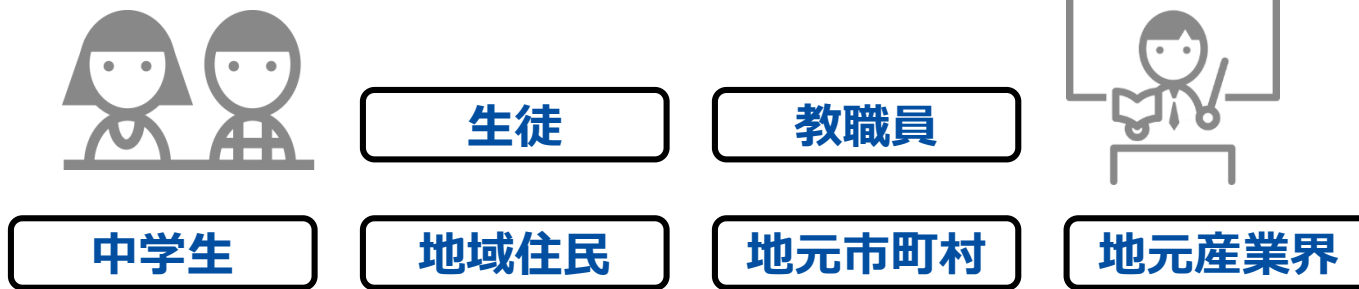 生徒
教職員
中学生
地域住民
地元市町村
地元産業界